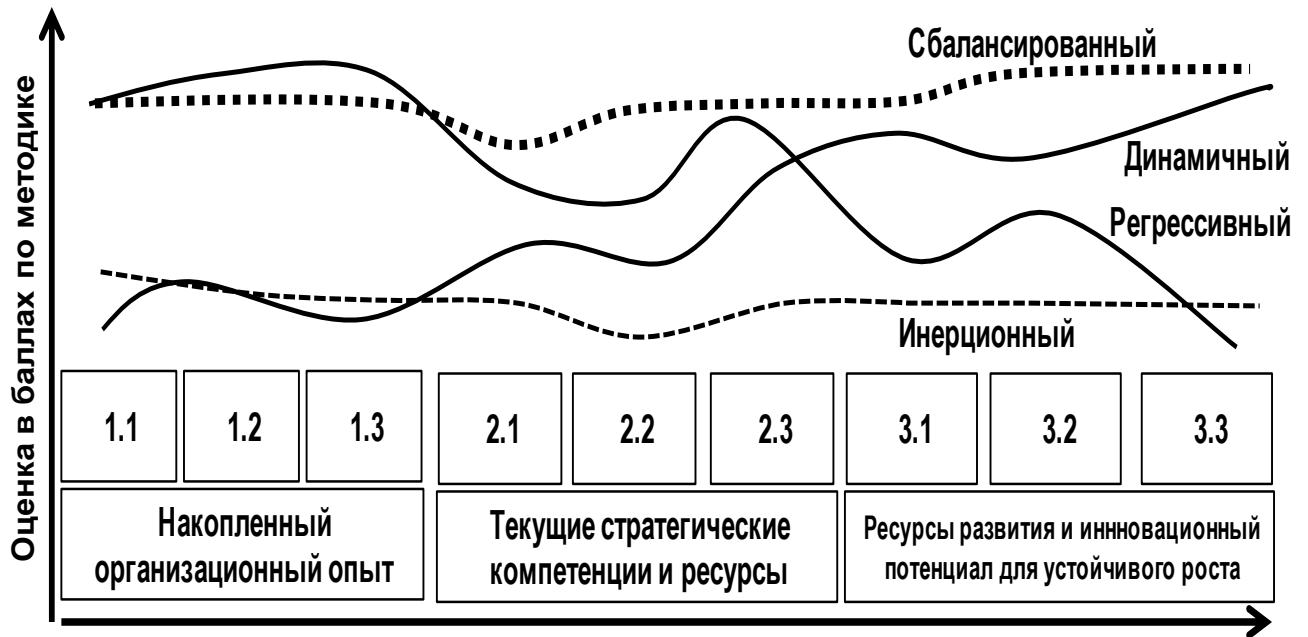 Оценка в баллах по методике
Сбалансированный
Динамичный
Регрессивный
Инерционный
1.1
1.2
1.3
2.1
2.2
2.3
3.1
3.2
3.3
Накопленный
организационный опыт
Текущие стратегические
компетенции и ресурсы
Ресурсы развития и иннновационный
потенциал для устойчивого роста